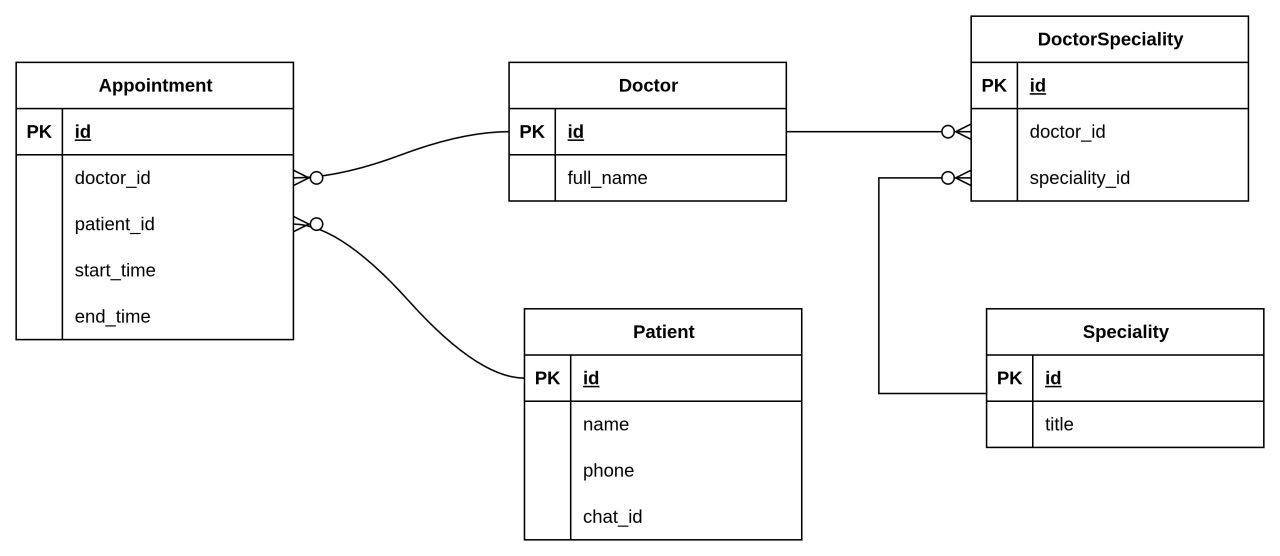 Appointment
PK id
doctor_id
patient_id
start_time
end_time
Doctor
PK id
full_name
DoctorSpeciality
PK id
doctor_id
speciality_id
Patient
PK id
name
phone
chat_id
Speciality
PK id
title